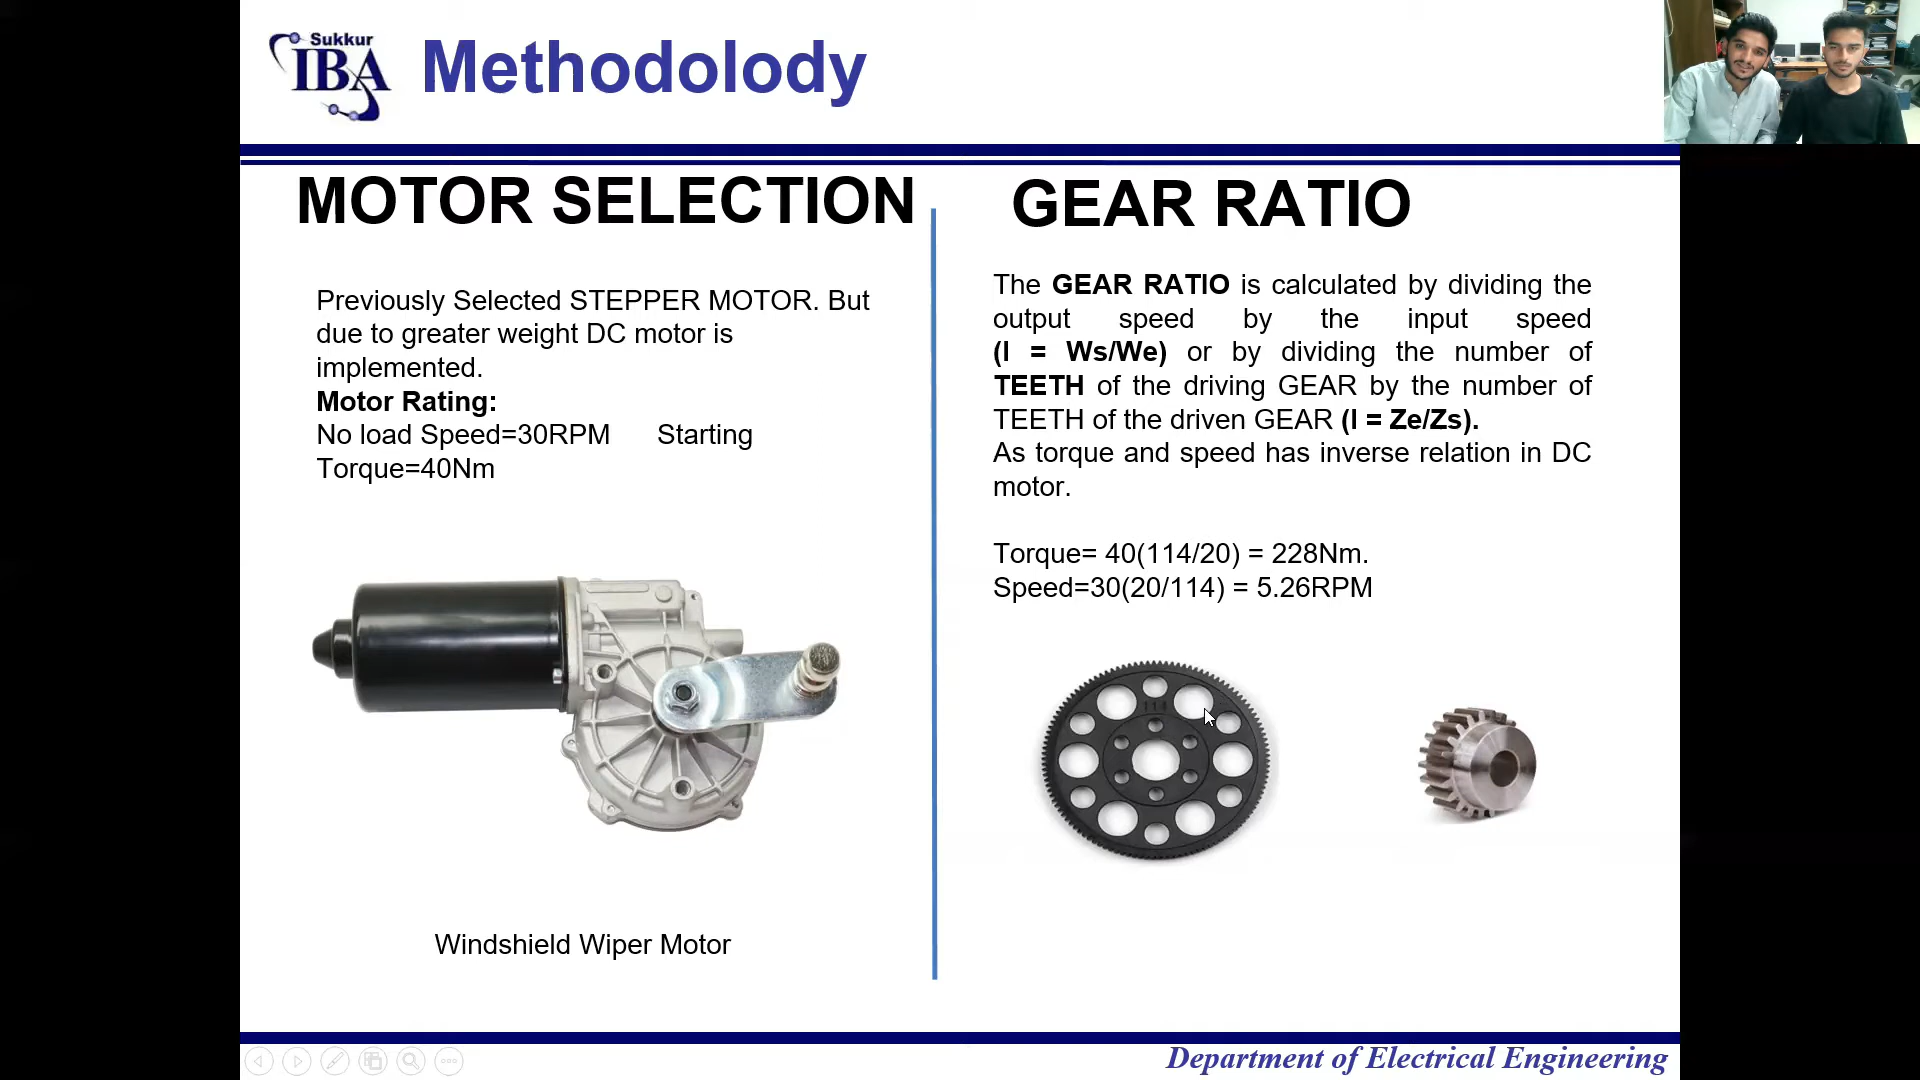 Sukkur
IBA
Methodolody
MOTOR SELECTION
Previously Selected STEPPER MOTOR. But
due to greater weight DC motor is
implemented.
Motor Rating:
No load Speed=30RPM Starting
Torque=40Nm
Windshield Wiper Motor
GEAR RATIO
The GEAR RATIO is calculated by dividing the
output speed by the input speed
(I = Ws/We) or by dividing the number of
TEETH of the driving GEAR by the number of
TEETH of the driven GEAR (I = Ze/Zs).
As torque and speed has inverse relation in DC
motor.
Torque= 40(114/20) = 228Nm.
Speed=30(20/114) = 5.26RPM
114
Department of Electrical Engineering